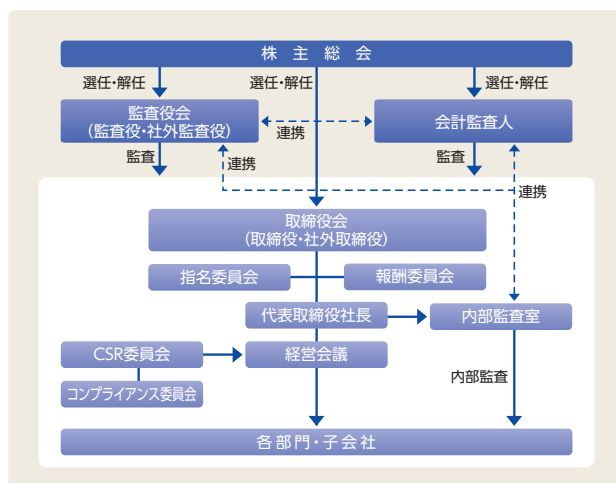 株主総会
選任・解任
選任・解任
選任・解任
監査役会
(監査役・社外監査役)
会計監査人
連携
監査
連携
監査
連携
取締役会
(取締役・社外取締役)
指名委員会
報酬委員会
代表取締役社長
内部監査室
CSR委員会
経営会議
内部監査
コンプライアンス委員会
各部門・子会社